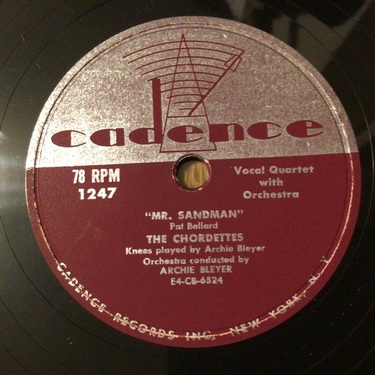 cadence
78 RPM
1247
Vocal Quartet
with
Orchestra
"MR. SANDMAN"
Pat Ballard
THE CHORDETTES
Knees played by Archie Bleyer
Orchestra conducted by
ARCHIE BLEYER
E4-CB-6524
CADENCE RECORDS INC, NEW YORK, N. Y.